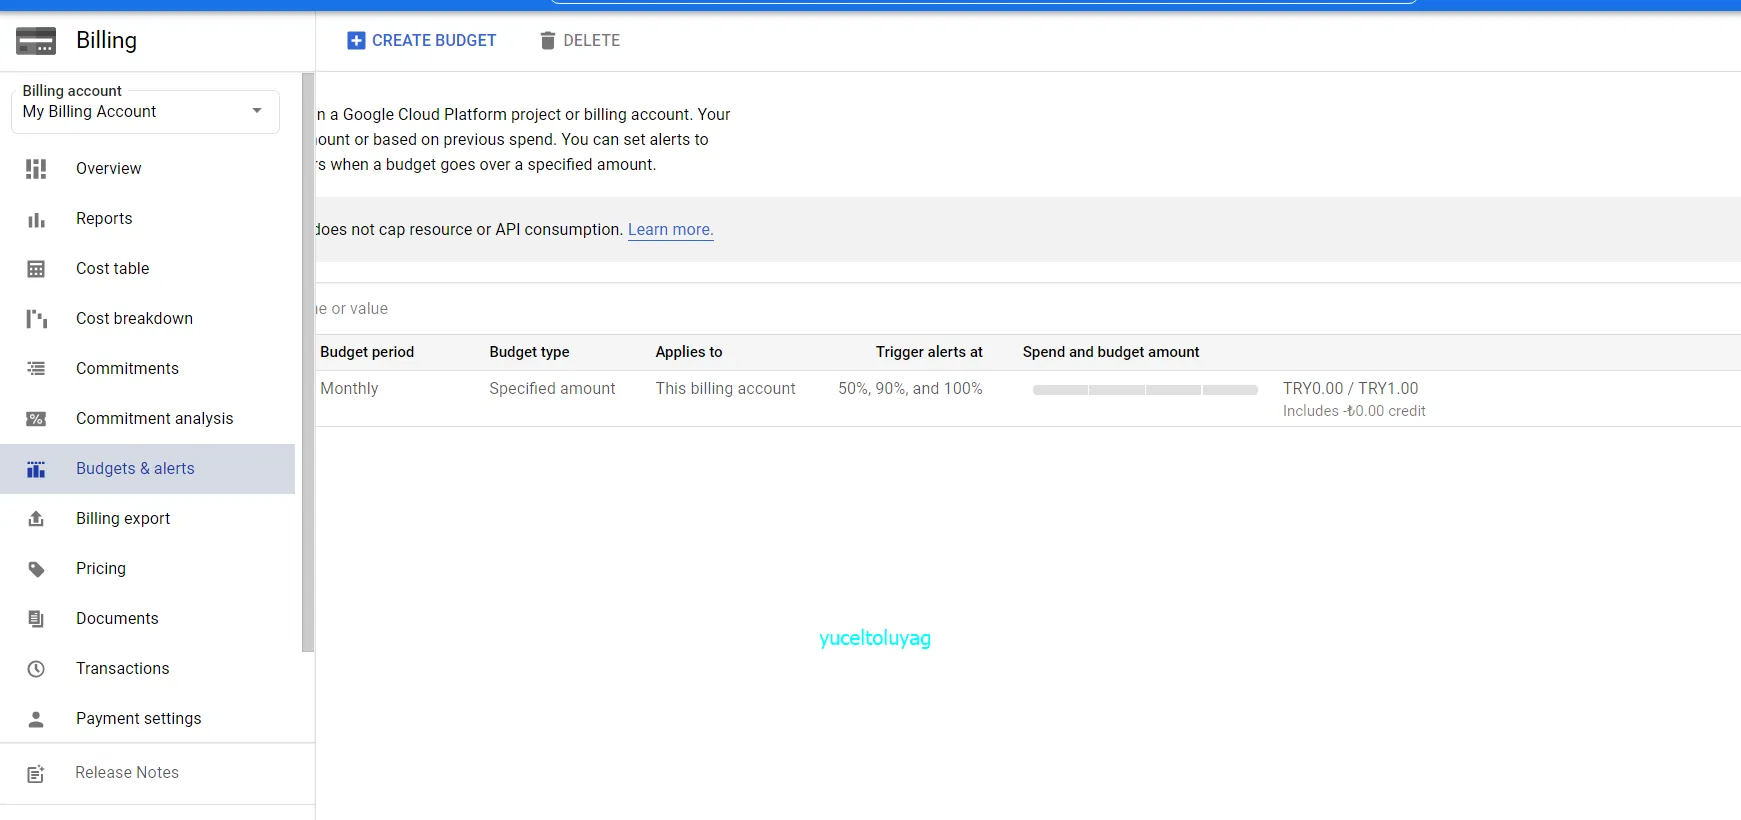 Billing
CREATE BUDGET
DELETE
Billing account
My Billing Account
Overview
Reports
Cost table
Cost breakdown
Commitments
Commitment analysis
Budgets & alerts
Billing export
Pricing
Documents
Transactions
Payment settings
Release Notes
n a Google Cloud Platform project or billing account. Your
ount or based on previous spend. You can set alerts to
s when a budget goes over a specified amount.
does not cap resource or API consumption. Learn more.
e or value
Budget period Budget type Applies to Trigger alerts at Spend and budget amount
Monthly Specified amount This billing account 50%, 90%, and 100% TRY0.00 / TRY1.00
Includes -₺0.00 credit
yuceltoluyag